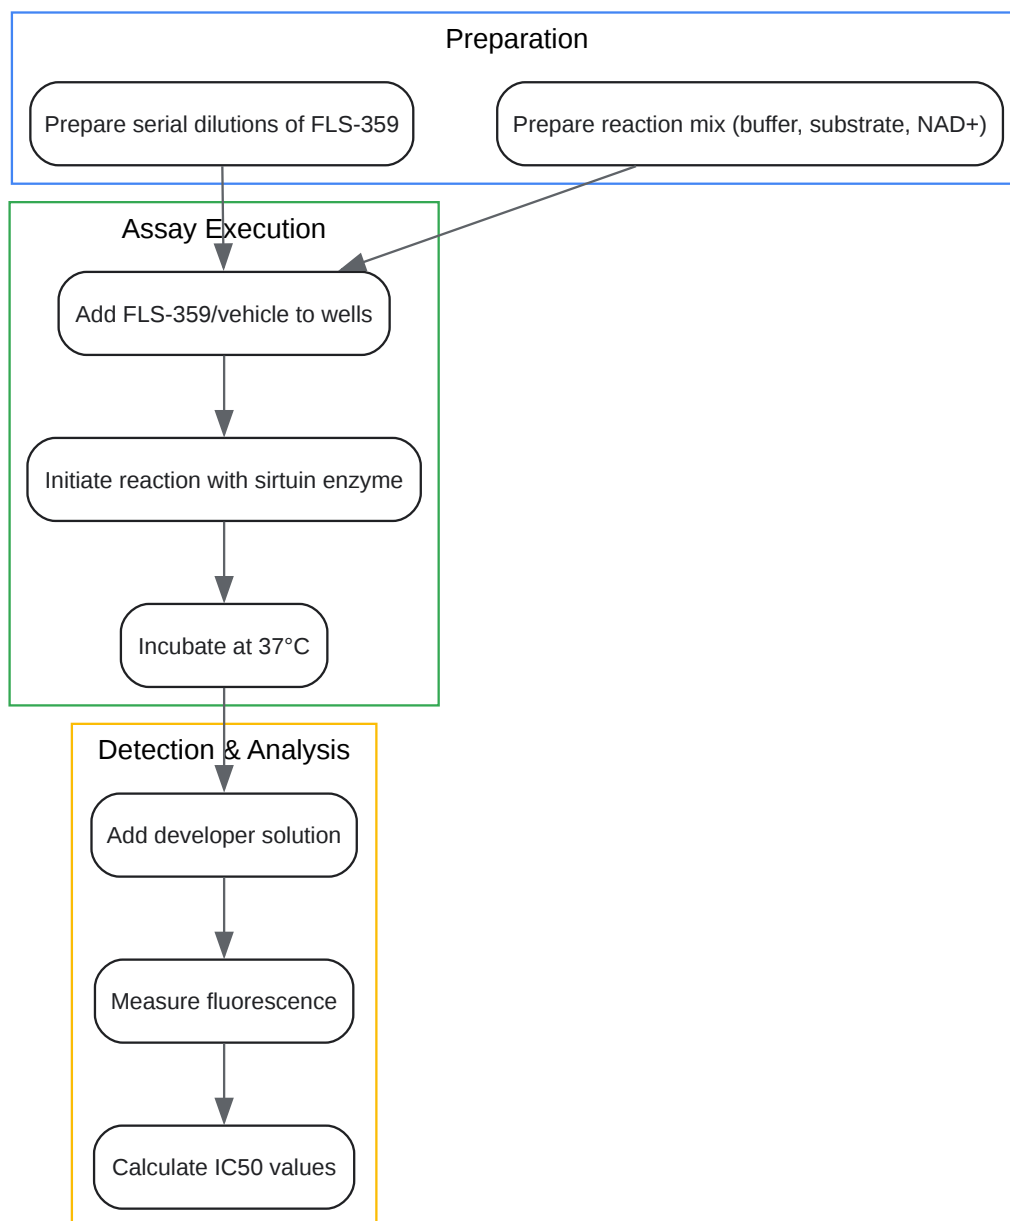 Preparation
Prepare serial dilutions of FLS-359
Prepare reaction mix (buffer, substrate, NAD+)
Assay Execution
Add FLS-359/vehicle to wells
Initiate reaction with sirtuin enzyme
Incubate at 37°C
Detection & Analysis
Add developer solution
Measure fluorescence
Calculate IC50 values